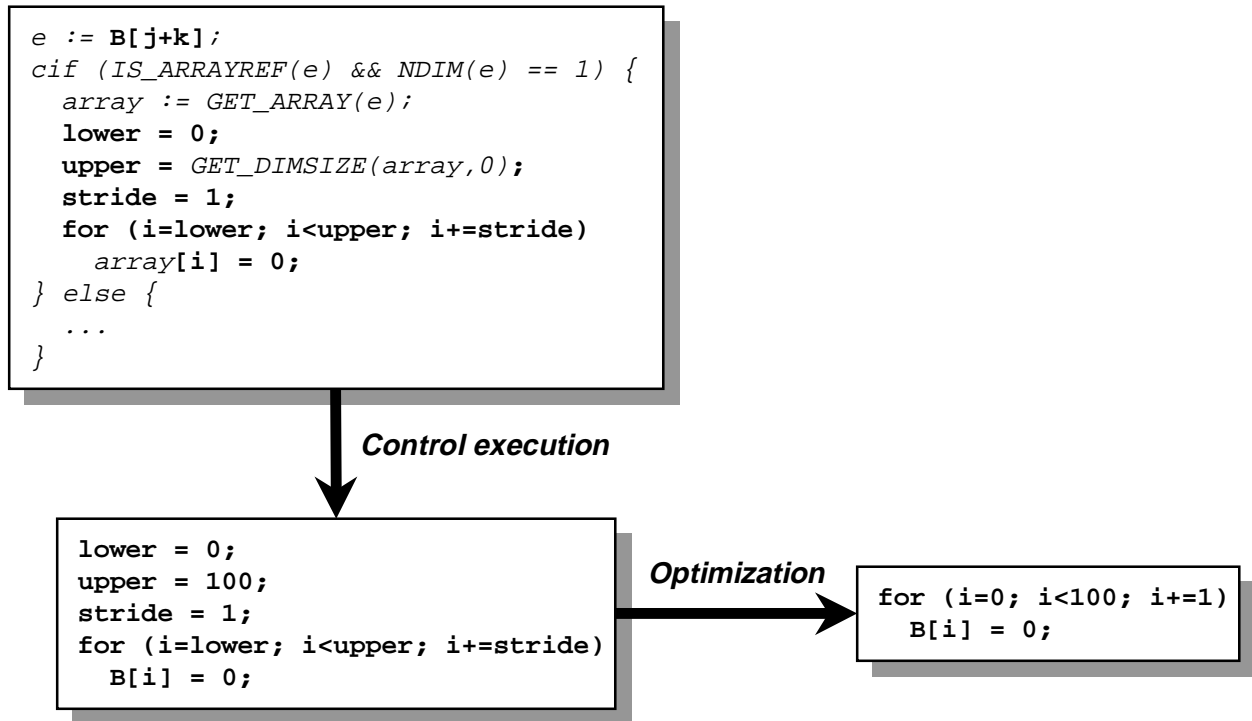 e := B[j+k];
cif (IS_ARRAYREF(e) && NDIM(e) == 1) {
  array := GET_ARRAY(e);
  lower = 0;
  upper = GET_DIMSIZE(array,0);
  stride = 1;
  for (i=lower; i<upper; i+=stride)
    array[i] = 0;
} else {
  ...
}
Control execution
lower = 0;
upper = 100;
stride = 1;
for (i=lower; i<upper; i+=stride)
  B[i] = 0;
Optimization
for (i=0; i<100; i+=1)
  B[i] = 0;